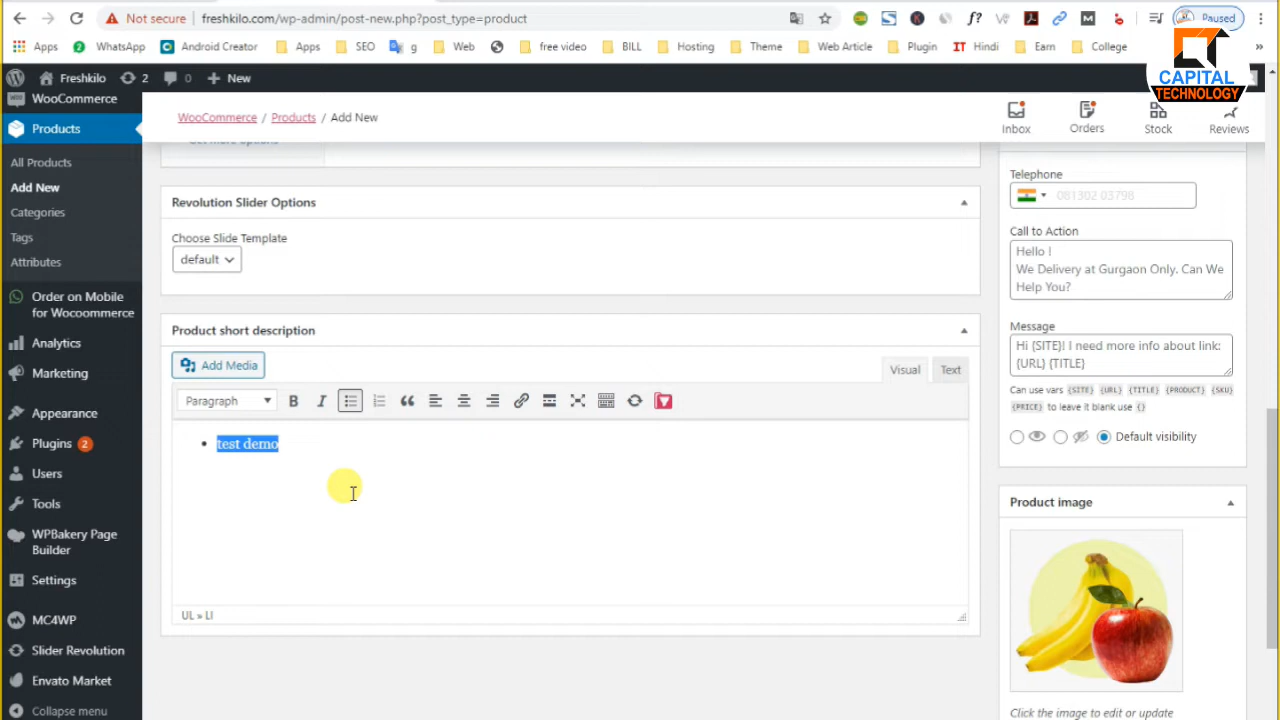 Not secure freshkilo.com/wp-admin/post-new.php?post_type=product Paused
Apps WhatsApp Android Creator Apps SEO g Web free video BILL Hosting Theme Web Article Plugin IT Hindi Earn College »
CAPITAL
TECHNOLOGY
Freshkilo 2 0 New
WooCommerce
Products
All Products
Add New
Categories
Tags
Attributes
Order on Mobile
for Wocoommerce
Analytics
Marketing
Appearance
Plugins 2
Users
Tools
WPBakery Page
Builder
Settings
MC4WP
Slider Revolution
Envato Market
Collapse menu
WooCommerce / Products / Add New
Inbox Orders Stock Reviews
Get more options
Revolution Slider Options
Choose Slide Template
default
Product short description
Add Media
Visual Text
Paragraph B I
• test demo
UL » LI
Telephone
081302 03798
Call to Action
Hello !
We Delivery at Gurgaon Only. Can We
Help You?
Message
Hi {SITE}! I need more info about link:
{URL} {TITLE}
Can use vars {SITE} {URL} {TITLE} {PRODUCT} {SKU}
{PRICE} to leave it blank use {}
Default visibility
Product image
Click the image to edit or update